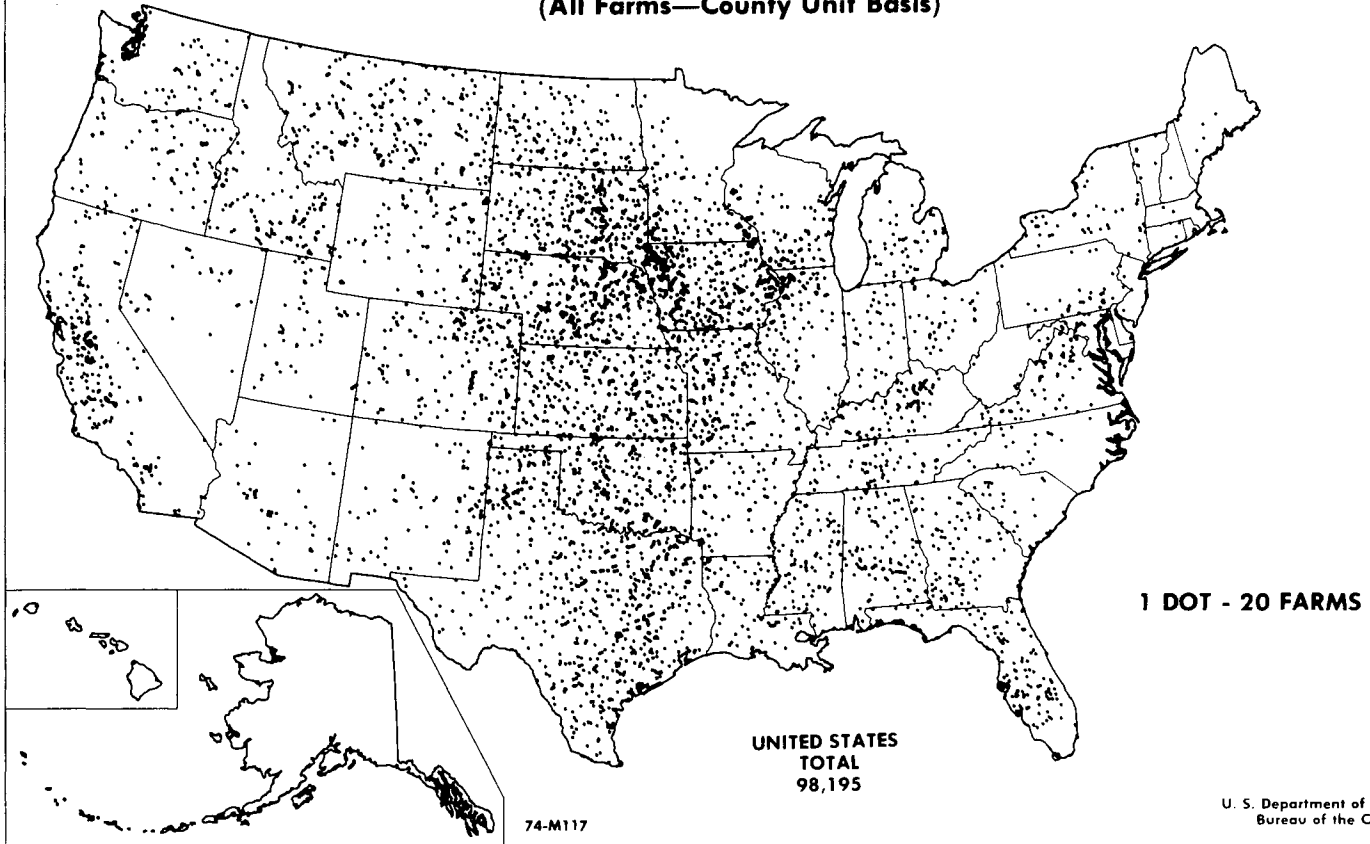 (All Farms—County Unit Basis)
1 DOT - 20 FARMS
UNITED STATES
TOTAL
98,195
74-M117
U. S. Department of
Bureau of the C